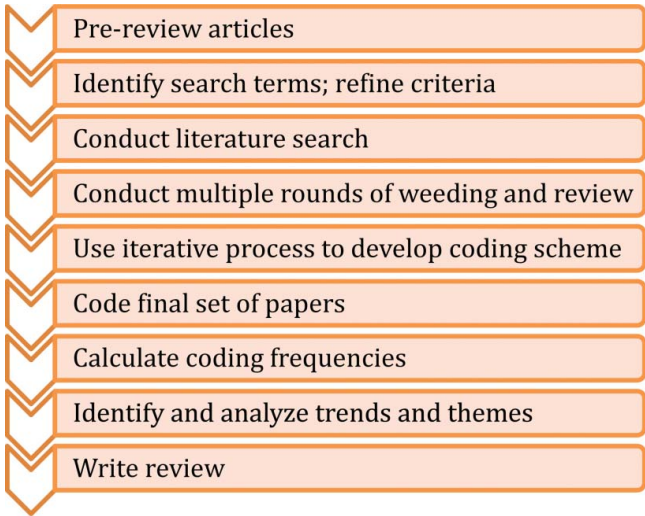 Pre-review articles
Identify search terms; refine criteria
Conduct literature search
Conduct multiple rounds of weeding and review
Use iterative process to develop coding scheme
Code final set of papers
Calculate coding frequencies
Identify and analyze trends and themes
Write review